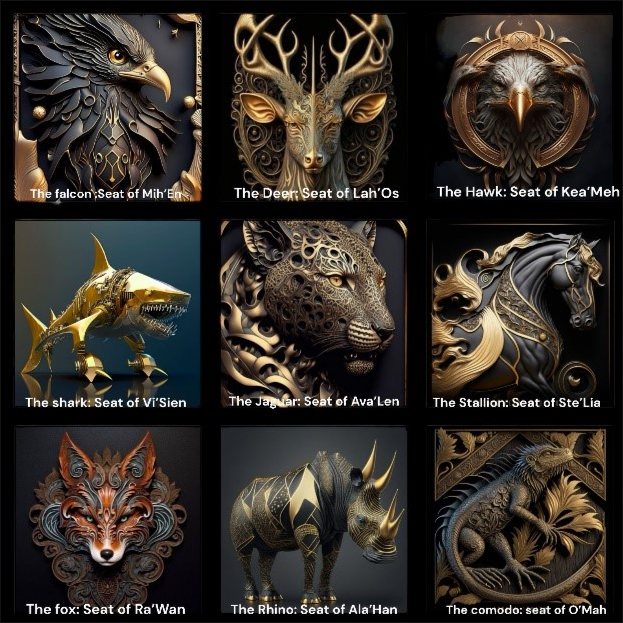 The falcon :Seat of Mih'En
The Deer: Seat of Lah'Os
The Hawk: Seat of Kea'Meh
The shark: Seat of Vi'Sien
The Jaguar: Seat of Ava'Len
The Stallion: Seat of Ste'Lia
The fox: Seat of Ra'Wan
The Rhino: Seat of Ala'Han
The comodo: seat of O'Mah